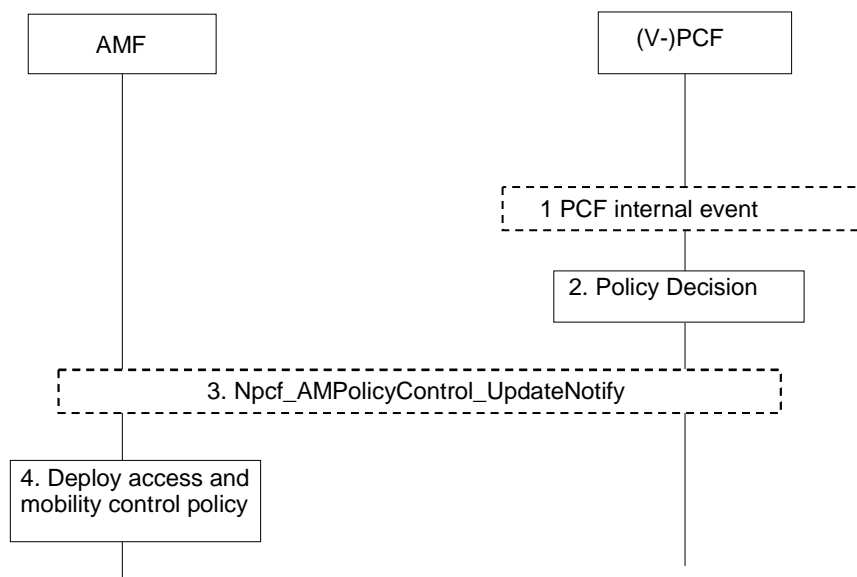 AMF
(V-)PCF
1 PCF internal event
2. Policy Decision
3. Npcf_AMPolicyControl_UpdateNotify
4. Deploy access and
mobility control policy